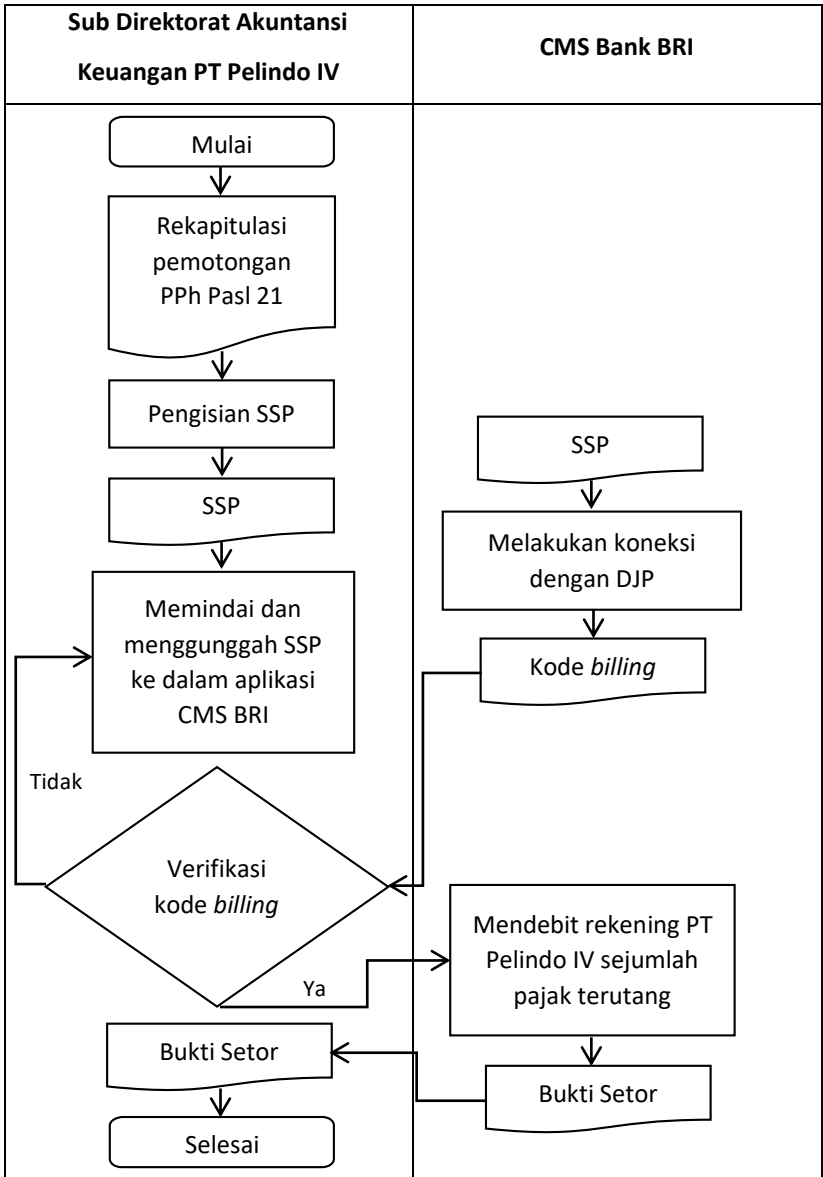 Sub Direktorat Akuntansi
Keuangan PT Pelindo IV
CMS Bank BRI
Mulai
Rekapitulasi
pemotongan
PPh Pasl 21
Pengisian SSP
SSP
Memindai dan
menggunggah SSP
ke dalam aplikasi
CMS BRI
Tidak
Verifikasi
kode billing
Ya
Bukti Setor
Selesai
SSP
Melakukan koneksi
dengan DJP
Kode billing
Mendebit rekening PT
Pelindo IV sejumlah
pajak terutang
Bukti Setor